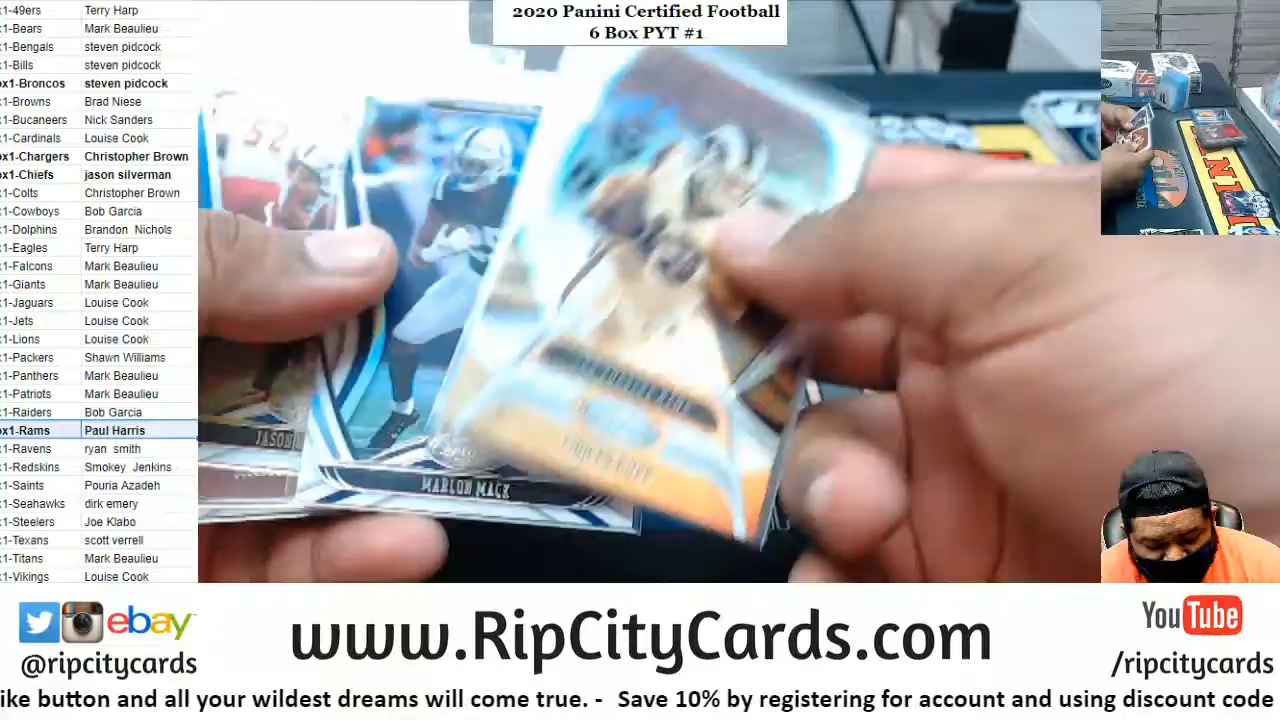 2020 Panini Certified Football
6 Box PYT #1
x1-49ers Terry Harp
x1-Bears Mark Beaulieu
x1-Bengals steven pidcock
x1-Bills steven pidcock
ox1-Broncos steven pidcock
x1-Browns Brad Niese
x1-Bucaneers Nick Sanders
x1-Cardinals Louise Cook
ox1-Chargers Christopher Brown
ox1-Chiefs jason silverman
x1-Colts Christopher Brown
x1-Cowboys Bob Garcia
x1-Dolphins Brandon Nichols
x1-Eagles Terry Harp
x1-Falcons Mark Beaulieu
x1-Giants Mark Beaulieu
x1-Jaguars Louise Cook
x1-Jets Louise Cook
x1-Lions Louise Cook
x1-Packers Shawn Williams
x1-Panthers Mark Beaulieu
x1-Patriots Mark Beaulieu
x1-Raiders Bob Garcia
ox1-Rams Paul Harris
x1-Ravens ryan smith
x1-Redskins Smokey Jenkins
x1-Saints Pouria Azadeh
x1-Seahawks dirk emery
x1-Steelers Joe Klabo
x1-Texans scott verrell
x1-Titans Mark Beaulieu
x1-Vikings Louise Cook
52
JASON
MARLON MACK
ebay
@ripcitycards
www.RipCityCards.com
YouTube
/ripcitycards
ike button and all your wildest dreams will come true. - Save 10% by registering for account and using discount code